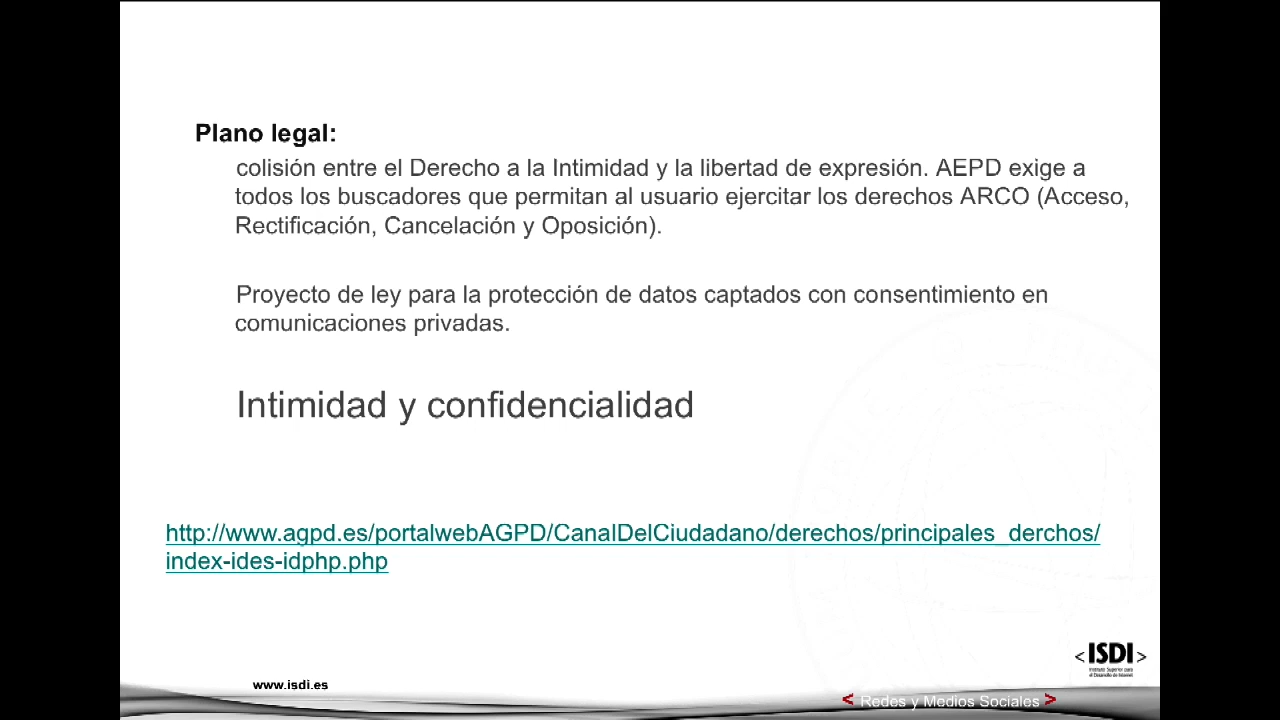 Plano legal:
colisión entre el Derecho a la Intimidad y la libertad de expresión. AEPD exige a
todos los buscadores que permitan al usuario ejercitar los derechos ARCO (Acceso,
Rectificación, Cancelación y Oposición).
Proyecto de ley para la protección de datos captados con consentimiento en
comunicaciones privadas.
Intimidad y confidencialidad
http://www.agpd.es/portalwebAGPD/CanalDelCiudadano/derechos/principales_derchos/
index-ides-idphp.php
<ISDI>
Instituto Superior para
el Desarrollo de Internet
www.isdi.es
< Redes y Medios Sociales >